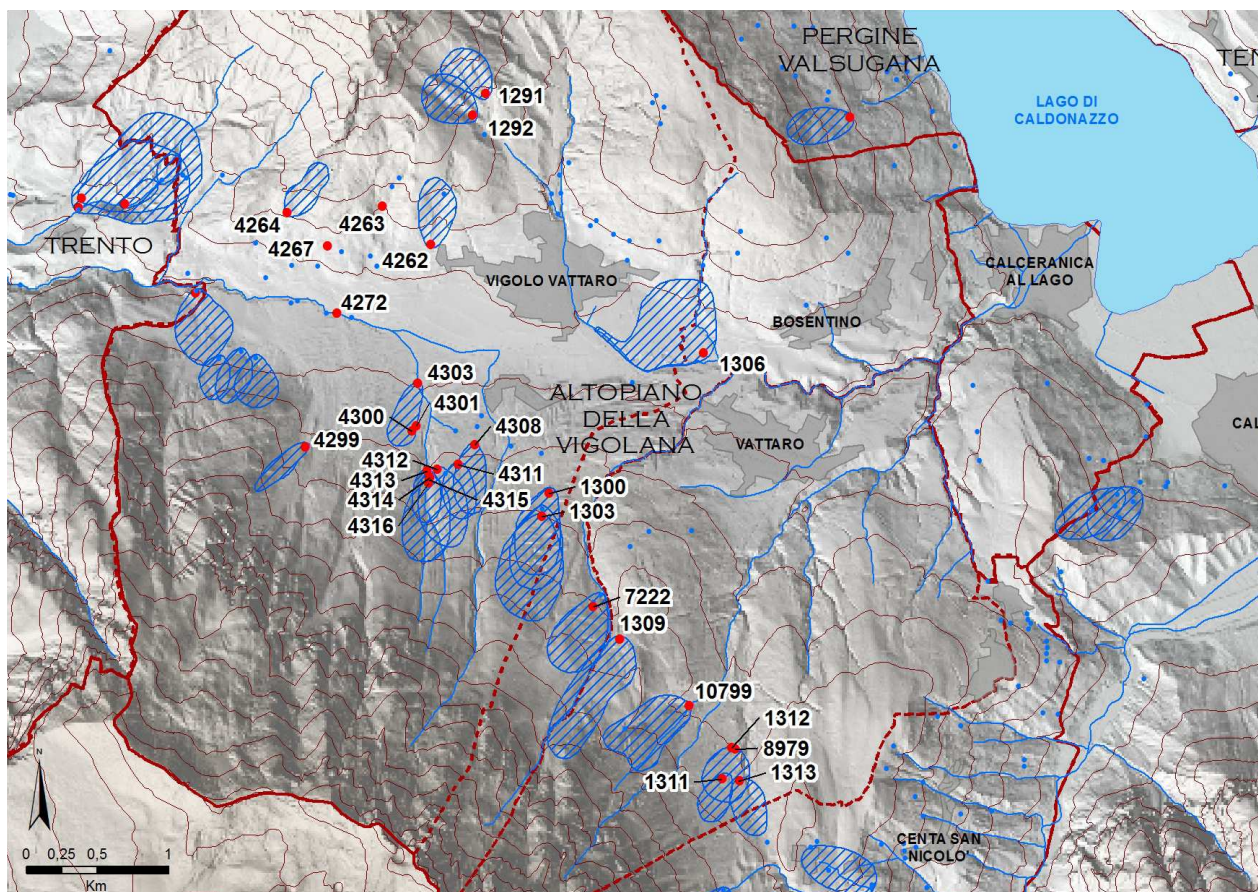 PERGINE
VALSUGANA
TEN
LAGO DI
CALDONAZZO
1291
1292
4264
4263
4267
4262
TRENTO
VIGOLO VATTARO
CALCERANICA
AL LAGO
4272
BOSENTINO
1306
4303
4301
4300
4308
4299
ALTOPIANO
DELLA
VIGOLANA
VATTARO
CAL
4312
4311
4313
4314
4315
4316
1300
1303
7222
1309
10799
1312
8979
1311
1313
CENTA SAN
NICOLO'
N
0 0,25 0,5 1
Km